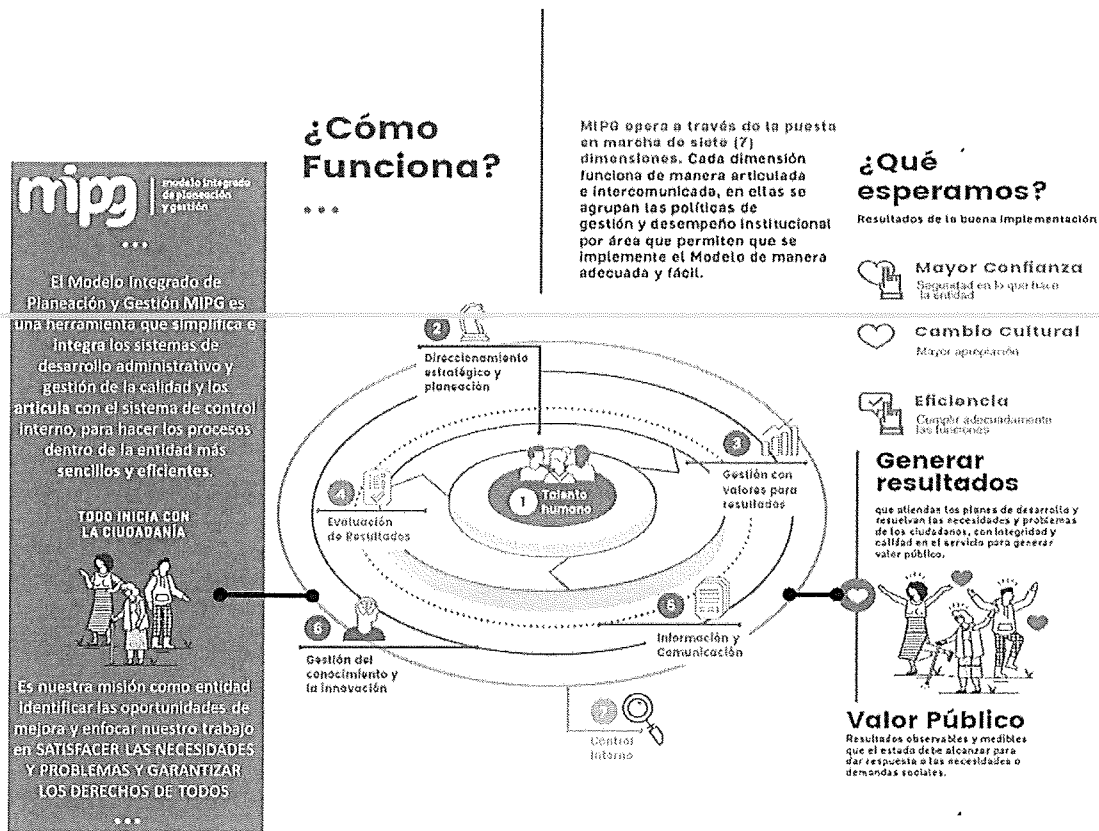 mipg
modelo integrado
de planeación
y gestión
El Modelo Integrado de
Planeación y Gestión MIPG es
una herramienta que simplifica e
integra los sistemas de
desarrollo administrativo y
gestión de la calidad y los
articula con el sistema de control
interno, para hacer los procesos
dentro de la entidad más
sencillos y eficientes.
TODO INICIA CON
LA CIUDADANÍA
Es nuestra misión como entidad
identificar las oportunidades de
mejora y enfocar nuestro trabajo
en SATISFACER LAS NECESIDADES
Y PROBLEMAS Y GARANTIZAR
LOS DERECHOS DE TODOS
¿Cómo
Funciona?
MIPG opera a través de la puesta
en marcha de siete (7)
dimensiones. Cada dimensión
funciona de manera articulada
e intercomunicada, en ellas se
agrupan las políticas de
gestión y desempeño institucional
por área que permiten que se
implemente el Modelo de manera
adecuada y fácil.
2
Direccionamiento
estratégico y
planeación
3
Gestión con
valores para
resultados
1 Talento
humano
4
Evaluación
de Resultados
5
Información y
Comunicación
6
Gestión del
conocimiento y
la innovación
7
Control
Interno
¿Qué
esperamos?
Resultados de la buena implementación
Mayor Confianza
Seguridad en lo que hace
la entidad
Cambio Cultural
Mayor apropiación
Eficiencia
Cumplir adecuadamente
las funciones
Generar
resultados
que atiendan los planes de desarrollo y
resuelvan las necesidades y problemas
de los ciudadanos, con integridad y
calidad en el servicio para generar
valor público.
Valor Público
Resultados observables y medibles
que el estado debe alcanzar para
dar respuesta a las necesidades o
demandas sociales.